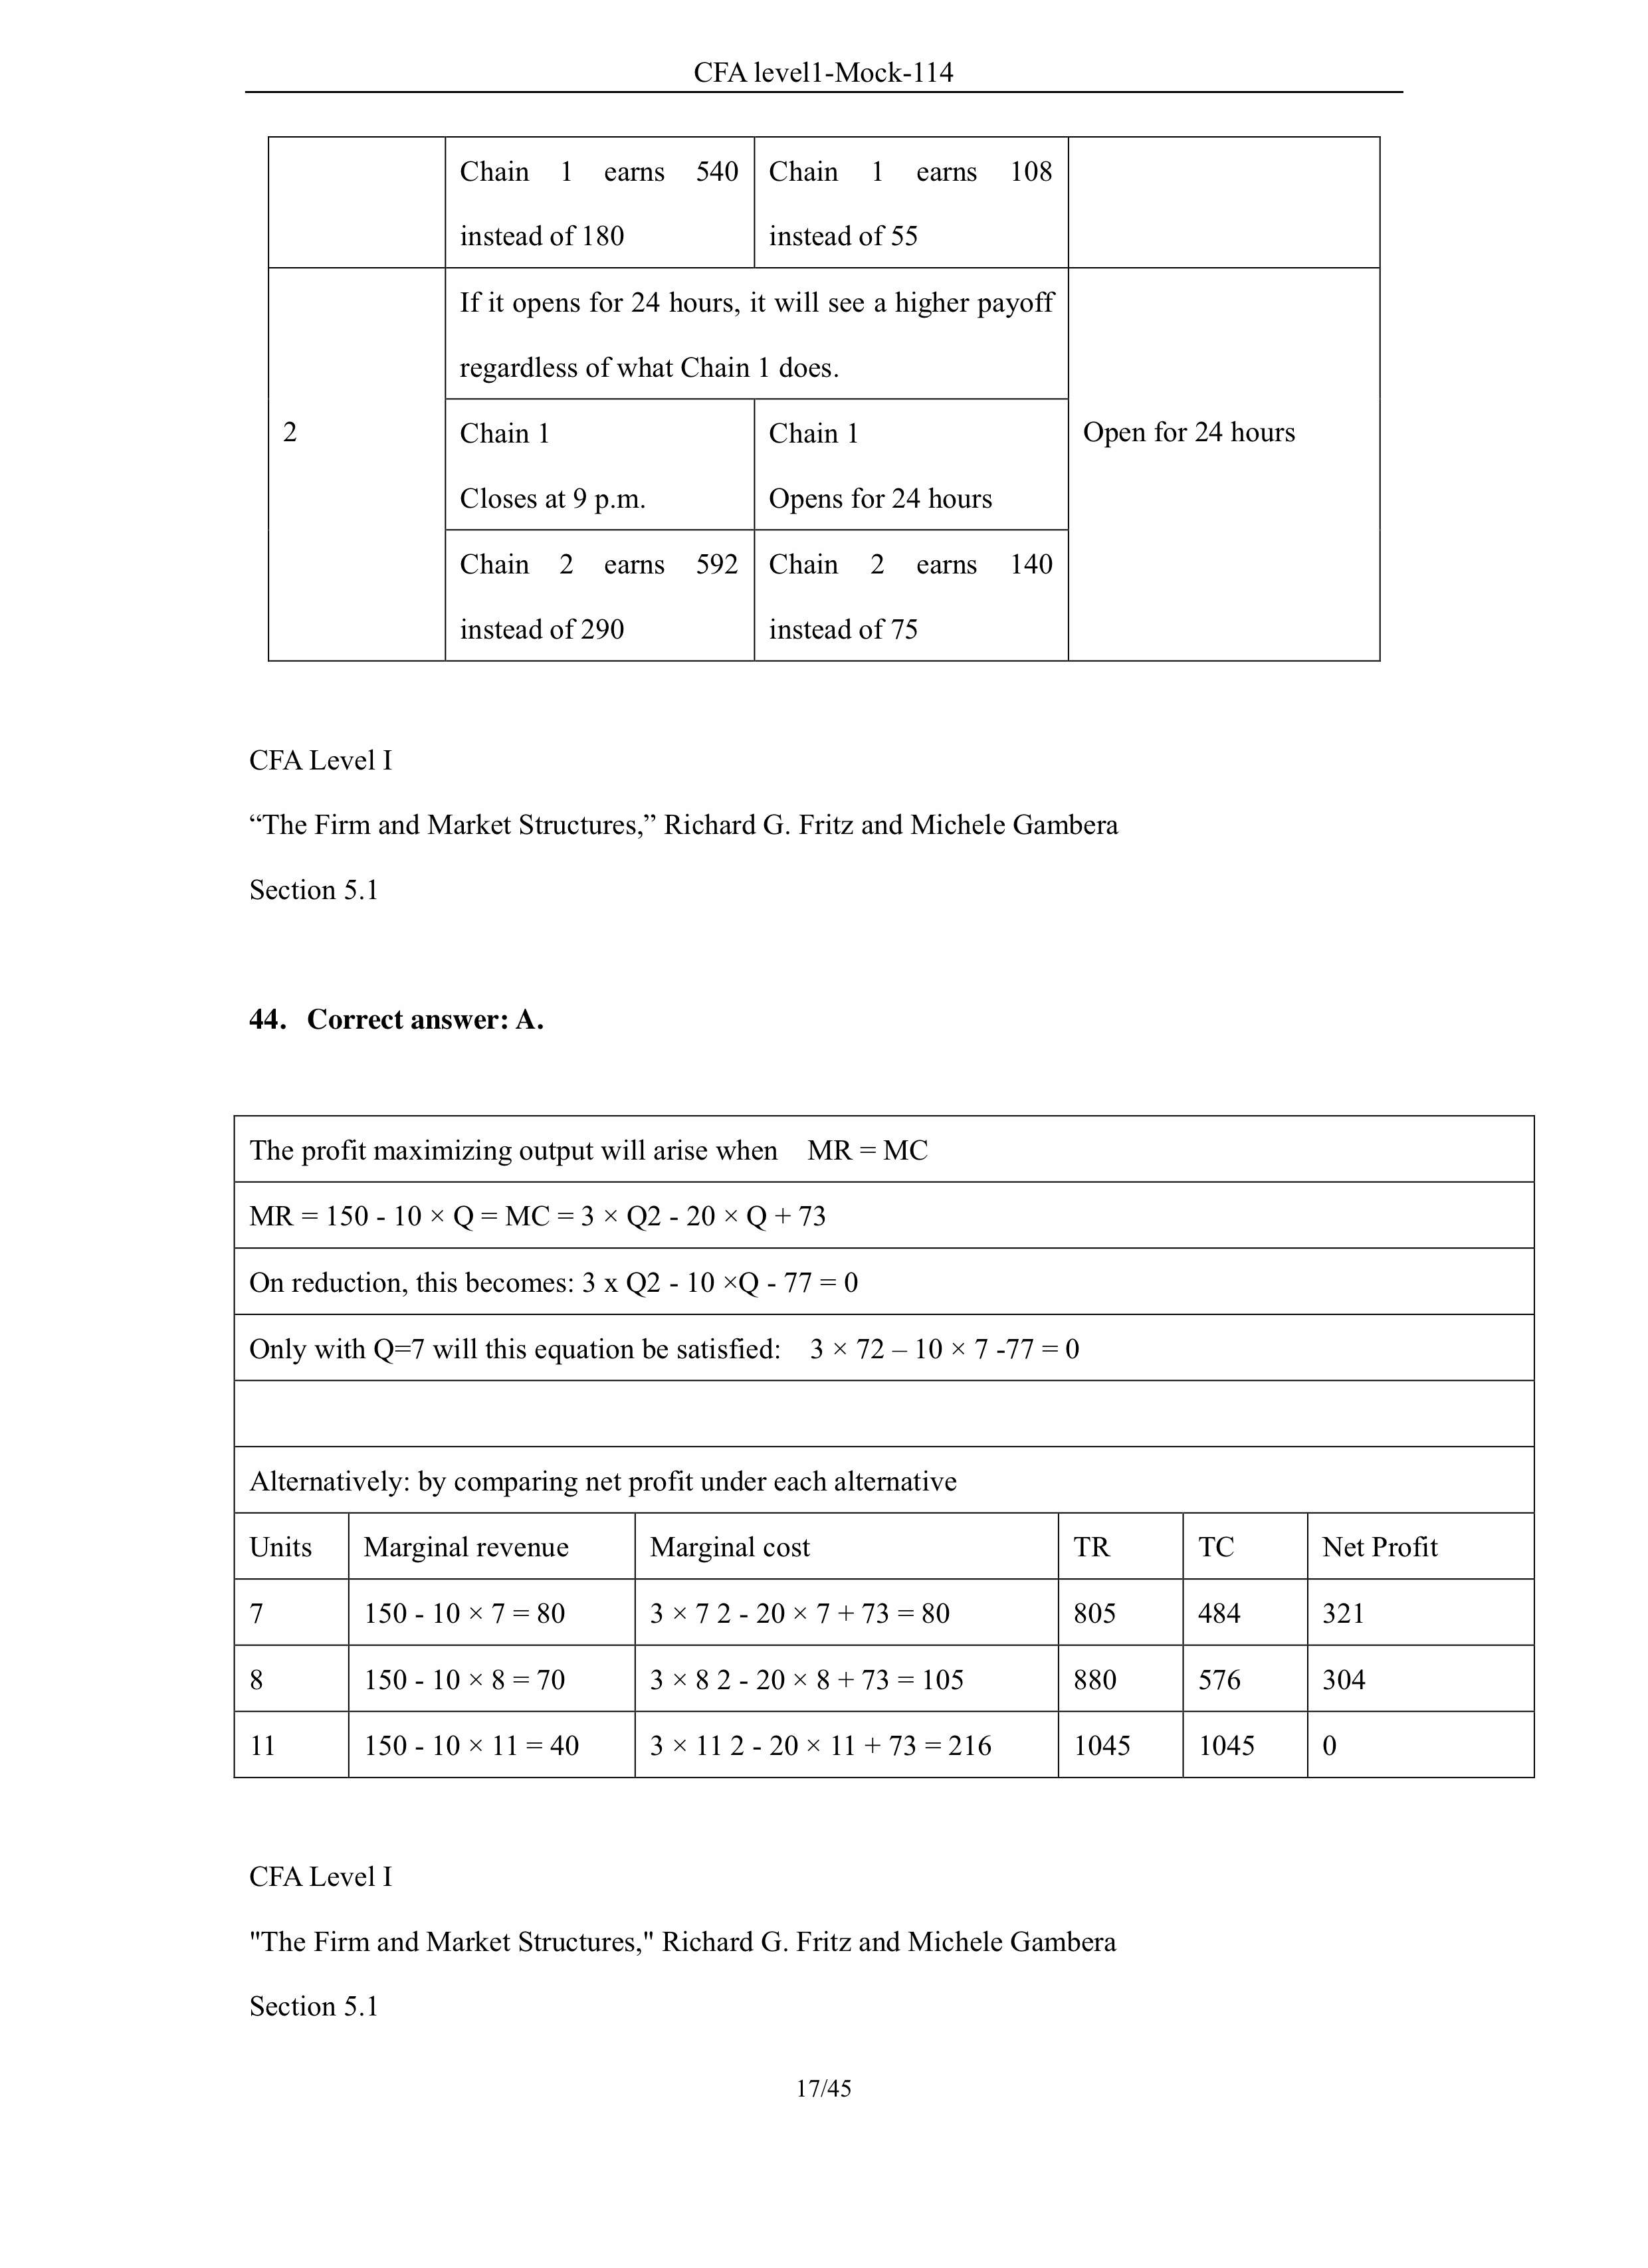 CFA level1-Mock-114
Chain 1 earns 540 instead of 180
Chain 1 earns 108 instead of 55
2
If it opens for 24 hours, it will see a higher payoff
regardless of what Chain 1 does.
Open for 24 hours
Chain 1
Closes at 9 p.m.
Chain 1
Opens for 24 hours
Chain 2 earns 592
instead of 290
Chain 2 earns 140
instead of 75
CFA Level I
“The Firm and Market Structures,” Richard G. Fritz and Michele Gambera
Section 5.1
44. Correct answer: A.
The profit maximizing output will arise when MR = MC
MR = 150 - 10 × Q = MC = 3 × Q2 - 20 × Q + 73
On reduction, this becomes: 3 x Q2 - 10 ×Q - 77 = 0
Only with Q=7 will this equation be satisfied: 3 × 72 – 10 × 7 -77 = 0
Alternatively: by comparing net profit under each alternative
Units Marginal revenue Marginal cost TR TC Net Profit
7 150 - 10 × 7 = 80 3 × 7 2 - 20 × 7 + 73 = 80 805 484 321
8 150 - 10 × 8 = 70 3 × 8 2 - 20 × 8 + 73 = 105 880 576 304
11 150 - 10 × 11 = 40 3 × 11 2 - 20 × 11 + 73 = 216 1045 1045 0
CFA Level I
"The Firm and Market Structures," Richard G. Fritz and Michele Gambera
Section 5.1
17/45